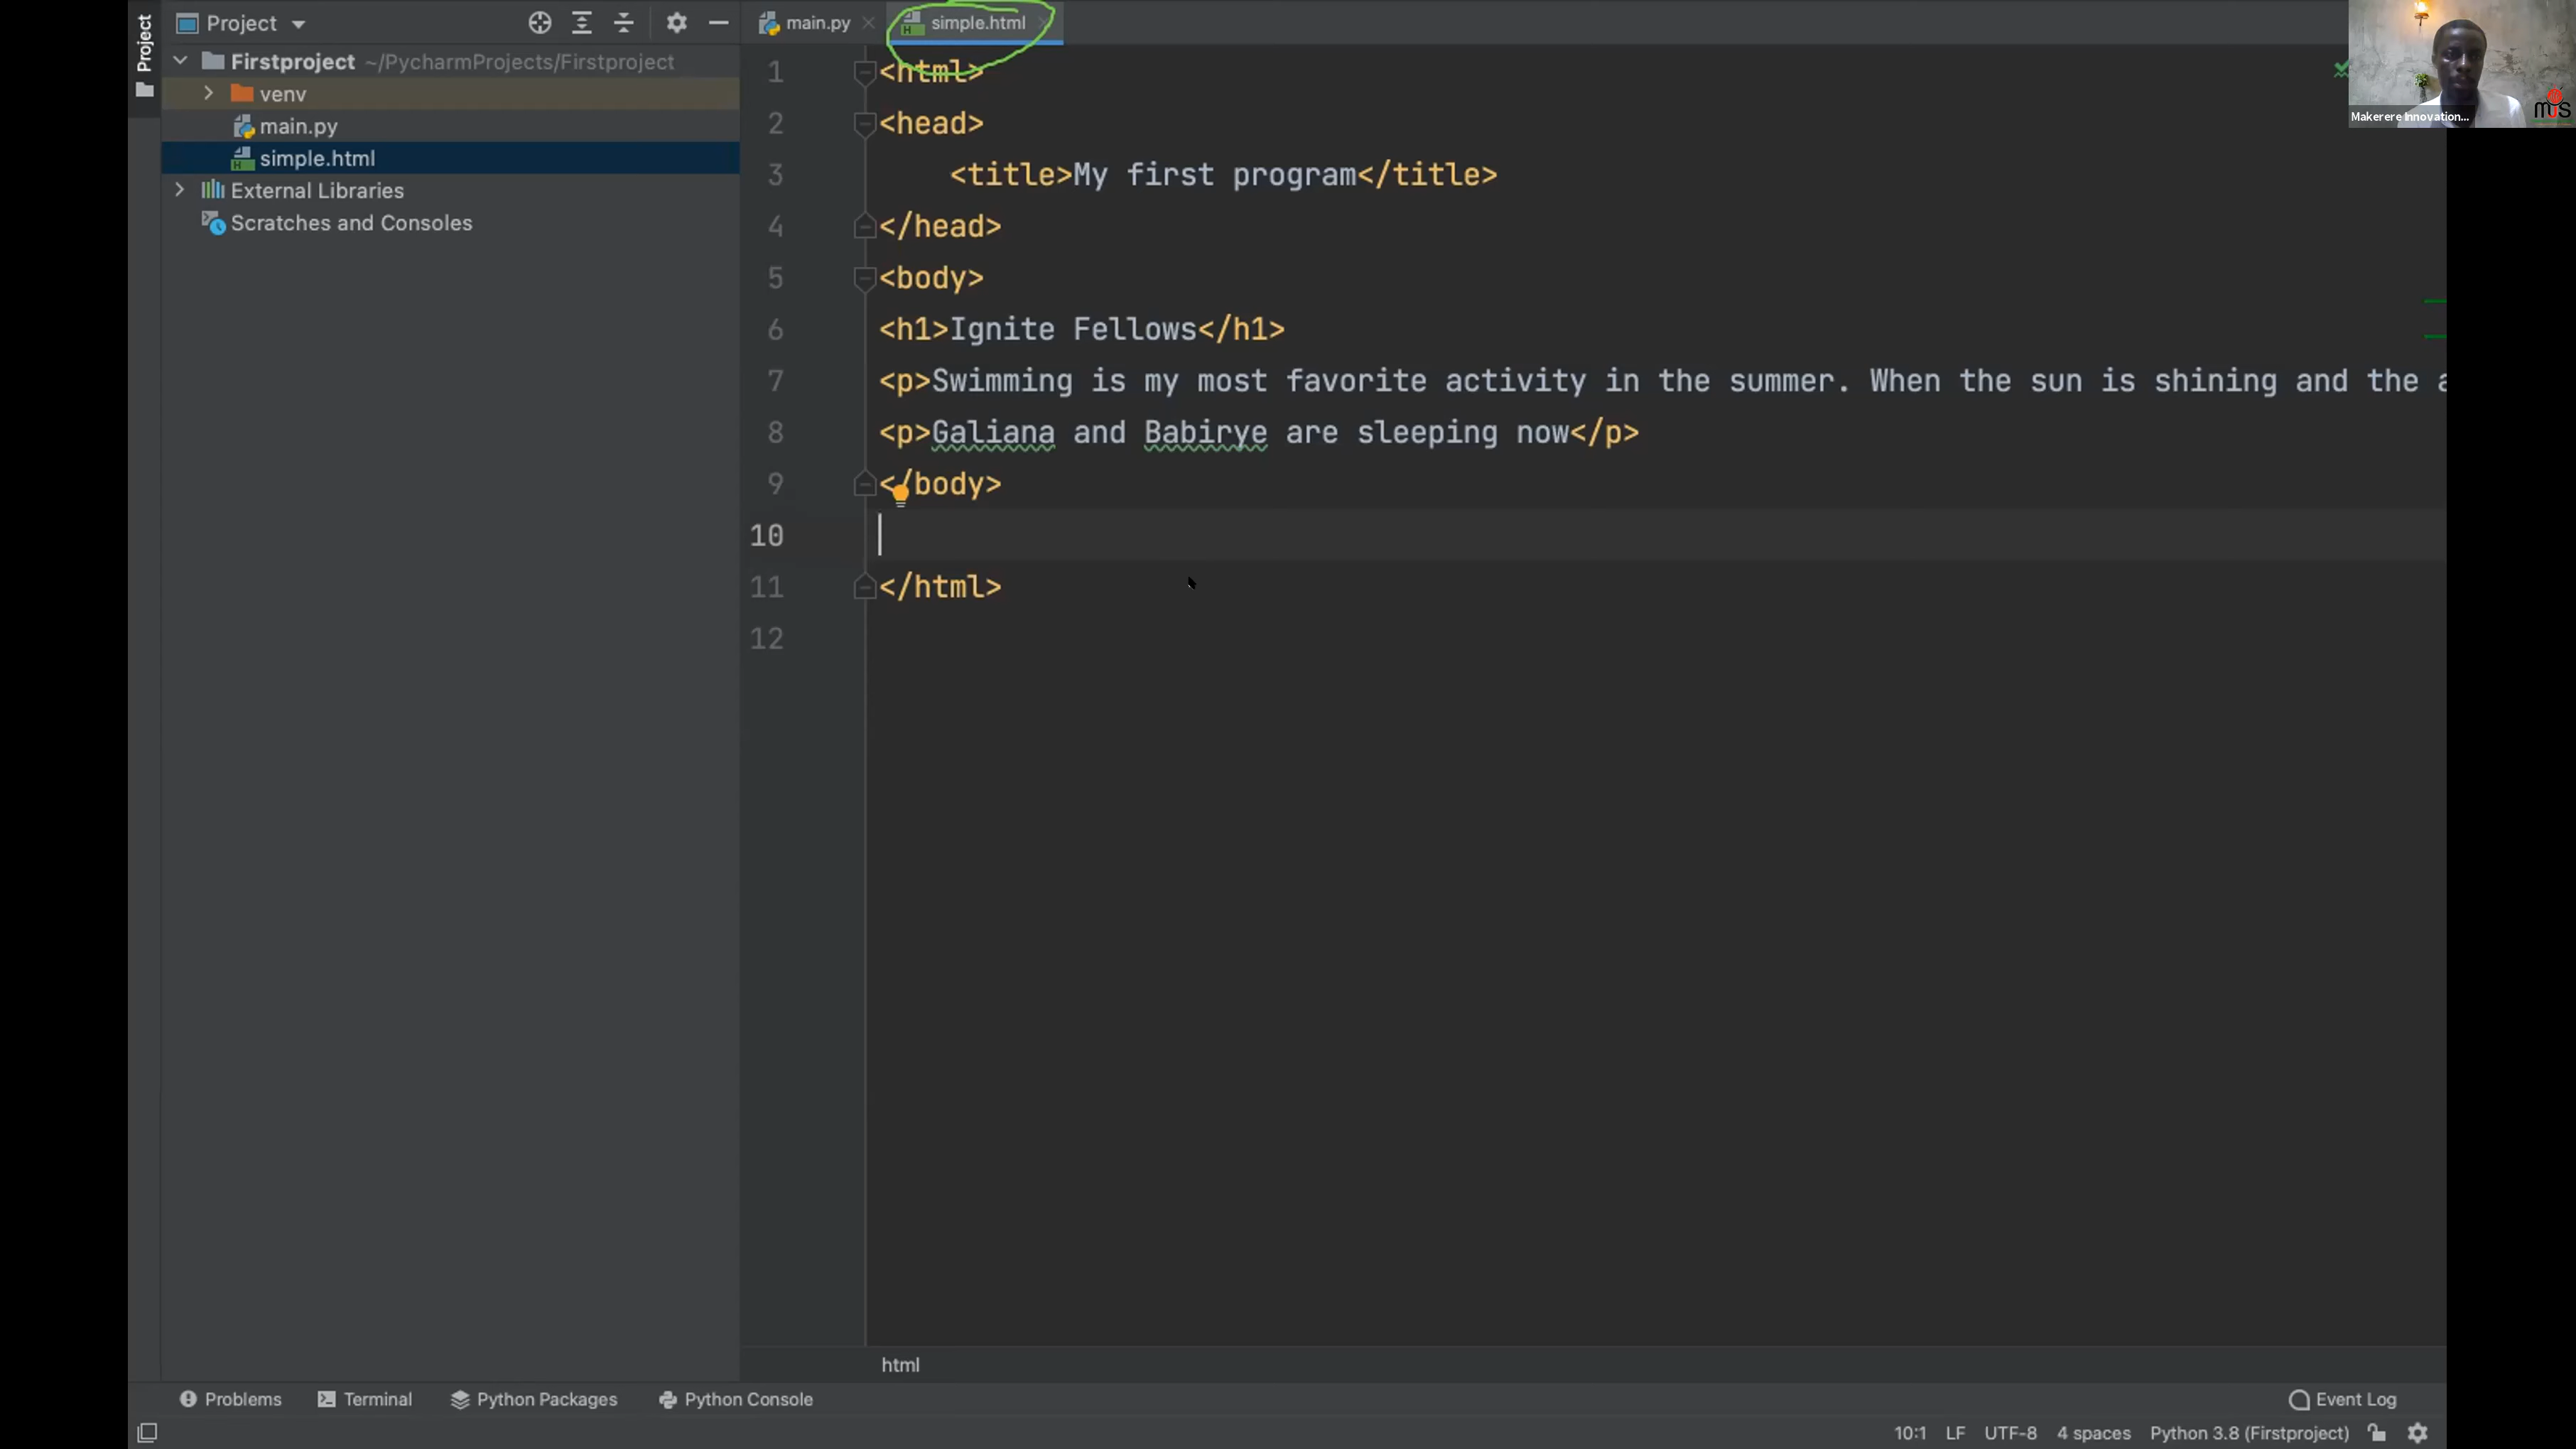 Project
Project
Firstproject ~/PycharmProjects/Firstproject
venv
main.py
simple.html
External Libraries
Scratches and Consoles
main.py
simple.html
1 <html>
2 <head>
3 <title>My first program</title>
4 </head>
5 <body>
6 <h1>Ignite Fellows</h1>
7 <p>Swimming is my most favorite activity in the summer. When the sun is shining and the a
8 <p>Galiana and Babirye are sleeping now</p>
9 </body>
10
11 </html>
12
Makerere Innovation...
html
Problems
Terminal
Python Packages
Python Console
Event Log
10:1 LF UTF-8 4 spaces Python 3.8 (Firstproject)